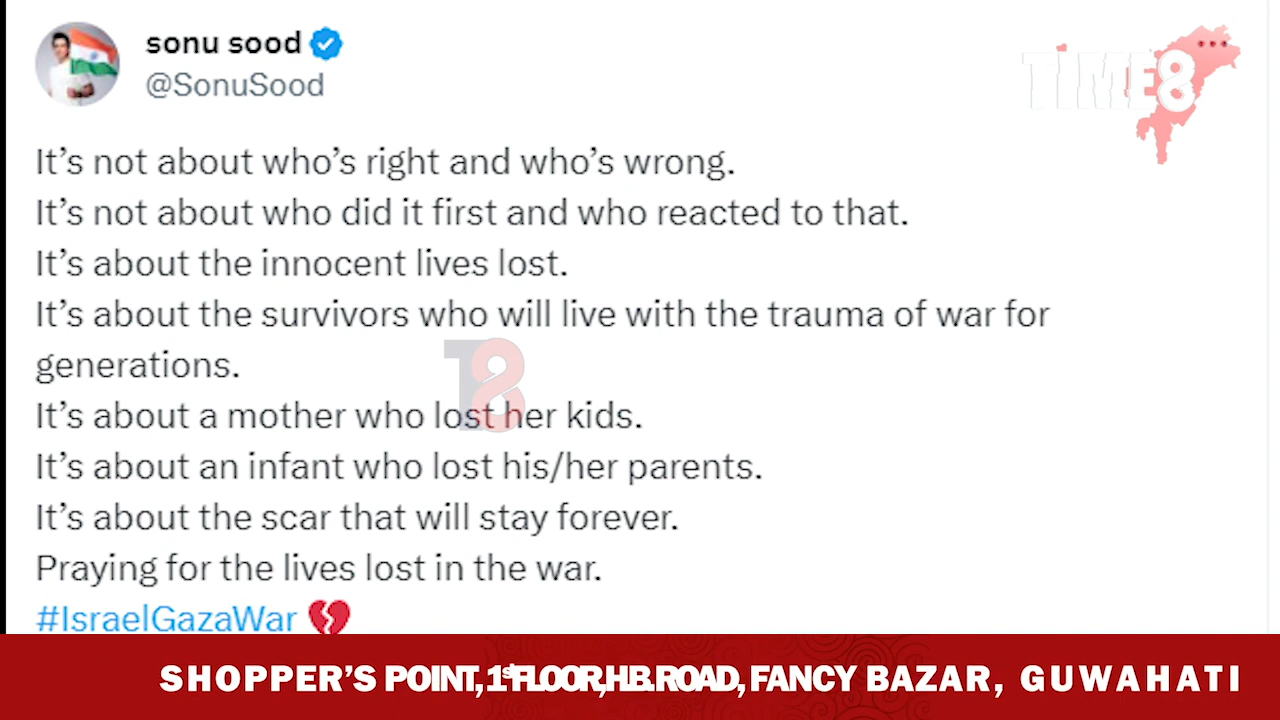 sonu sood
@SonuSood
TIME8
It's not about who's right and who's wrong.
It's not about who did it first and who reacted to that.
It's about the innocent lives lost.
It's about the survivors who will live with the trauma of war for
generations.
T8
It's about a mother who lost her kids.
It's about an infant who lost his/her parents.
It's about the scar that will stay forever.
Praying for the lives lost in the war.
#IsraelGazaWar 💔
SHOPPER'S POINT, 1st FLOOR, H.B. ROAD, FANCY BAZAR, GUWAHATI